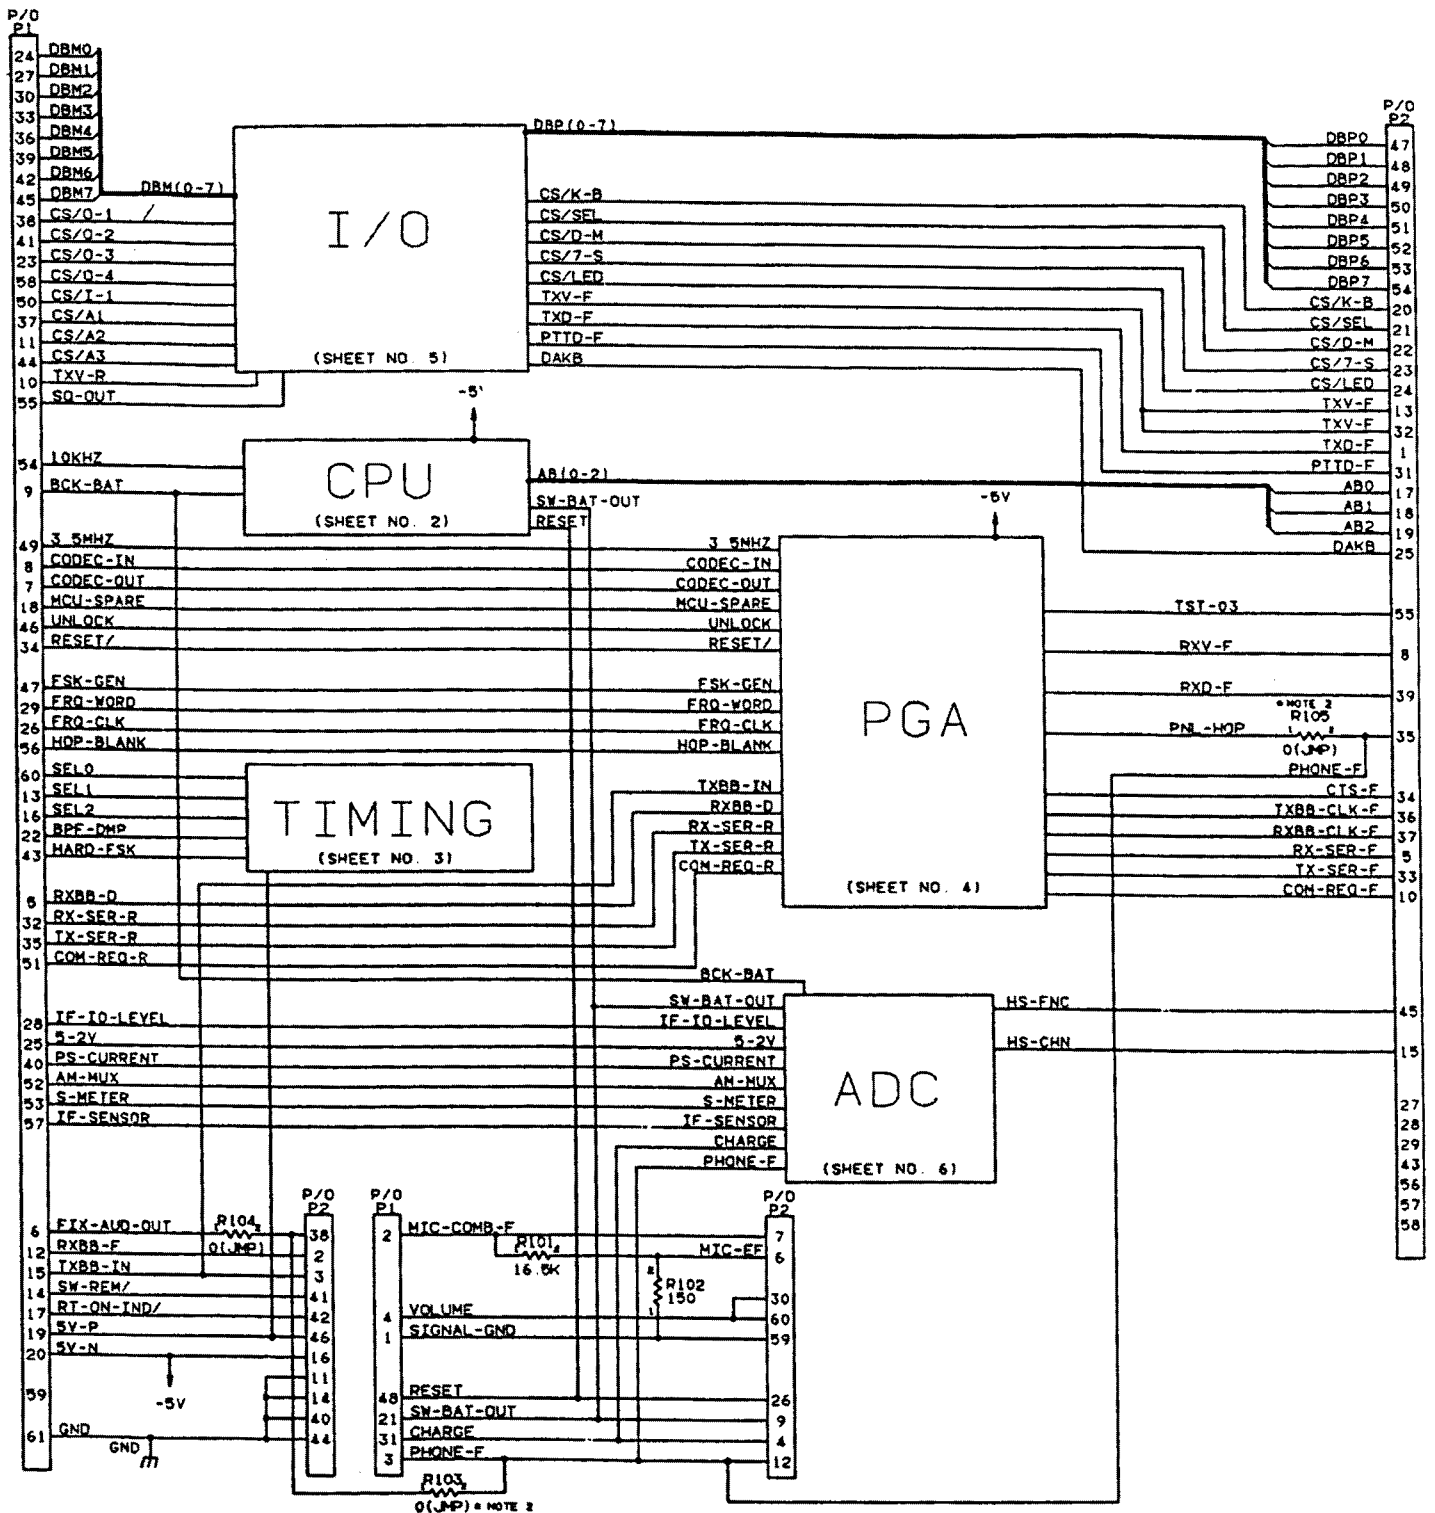 P/O
P1
24 DBM0
27 DBM1
30 DBM2
33 DBM3
36 DBM4
39 DBM5
42 DBM6
45 DBM7
DBM(0-7)
38 CS/O-1
41 CS/O-2
23 CS/O-3
58 CS/O-4
50 CS/I-1
37 CS/A1
11 CS/A2
44 CS/A3
10 TXV-R
55 SQ-OUT
I/O
(SHEET NO. 5)
DBP(0-7)
CS/K-B
CS/SEL
CS/D-M
CS/7-S
CS/LED
TXV-F
TXD-F
PTTD-F
DAKB
P/O
P2
DBP0 47
DBP1 48
DBP2 49
DBP3 50
DBP4 51
DBP5 52
DBP6 53
DBP7 54
CS/K-B 20
CS/SEL 21
CS/D-M 22
CS/7-S 23
CS/LED 24
TXV-F 13
TXV-F 32
TXD-F 1
PTTD-F 31
AB0 17
AB1 18
AB2 19
DAKB 25
54 10KHZ
9 BCK-BAT
-5'
CPU
(SHEET NO. 2)
AB(0-2)
SW-BAT-OUT
RESET
49 3.5MHZ
8 CODEC-IN
7 CODEC-OUT
18 MCU-SPARE
46 UNLOCK
34 RESET/
47 FSK-GEN
29 FRQ-WORD
26 FRQ-CLK
56 HOP-BLANK
60 SEL0
13 SEL1
16 SEL2
22 BPF-DMP
43 HARD-FSK
TIMING
(SHEET NO. 3)
-5V
3.5MHZ
CODEC-IN
CODEC-OUT
MCU-SPARE
UNLOCK
RESET/
FSK-GEN
FRQ-WORD
FRQ-CLK
HOP-BLANK
TXBB-IN
RXBB-D
RX-SER-R
TX-SER-R
COM-REQ-R
PGA
(SHEET NO. 4)
TST-03 55
RXV-F 8
RXD-F 39
* NOTE 2
R105
PNL-HOP 1 2 35
0(JMP)
PHONE-F
CTS-F 34
TXBB-CLK-F 36
RXBB-CLK-F 37
RX-SER-F 5
TX-SER-F 33
COM-REQ-F 10
5 RXBB-D
32 RX-SER-R
35 TX-SER-R
51 COM-REQ-R
28 IF-IQ-LEVEL
25 5-2V
40 PS-CURRENT
52 AM-MUX
53 S-METER
57 IF-SENSOR
BCK-BAT
SW-BAT-OUT
IF-IQ-LEVEL
5-2V
PS-CURRENT
AM-MUX
S-METER
IF-SENSOR
CHARGE
PHONE-F
ADC
(SHEET NO. 6)
HS-FNC 45
HS-CHN 15
27
28
29
43
56
57
58
6 FIX-AUD-OUT
R104
1 2
0(JMP)
12 RXBB-F
15 TXBB-IN
14 SW-REM/
17 RT-ON-IND/
19 5V-P
20 5V-N
-5V
59
61 GND
GND
P/O
P2
38
2
3
41
42
46
16
11
14
40
44
P/O
P1
2 MIC-COMB-F
R101
1 2
16.5K
MIC-EF
2
R102
150
1
4 VOLUME
1 SIGNAL-GND
48 RESET
21 SW-BAT-OUT
31 CHARGE
3 PHONE-F
R103
1 2
0(JMP) * NOTE 2
P/O
P2
7
6
30
60
59
26
9
4
12